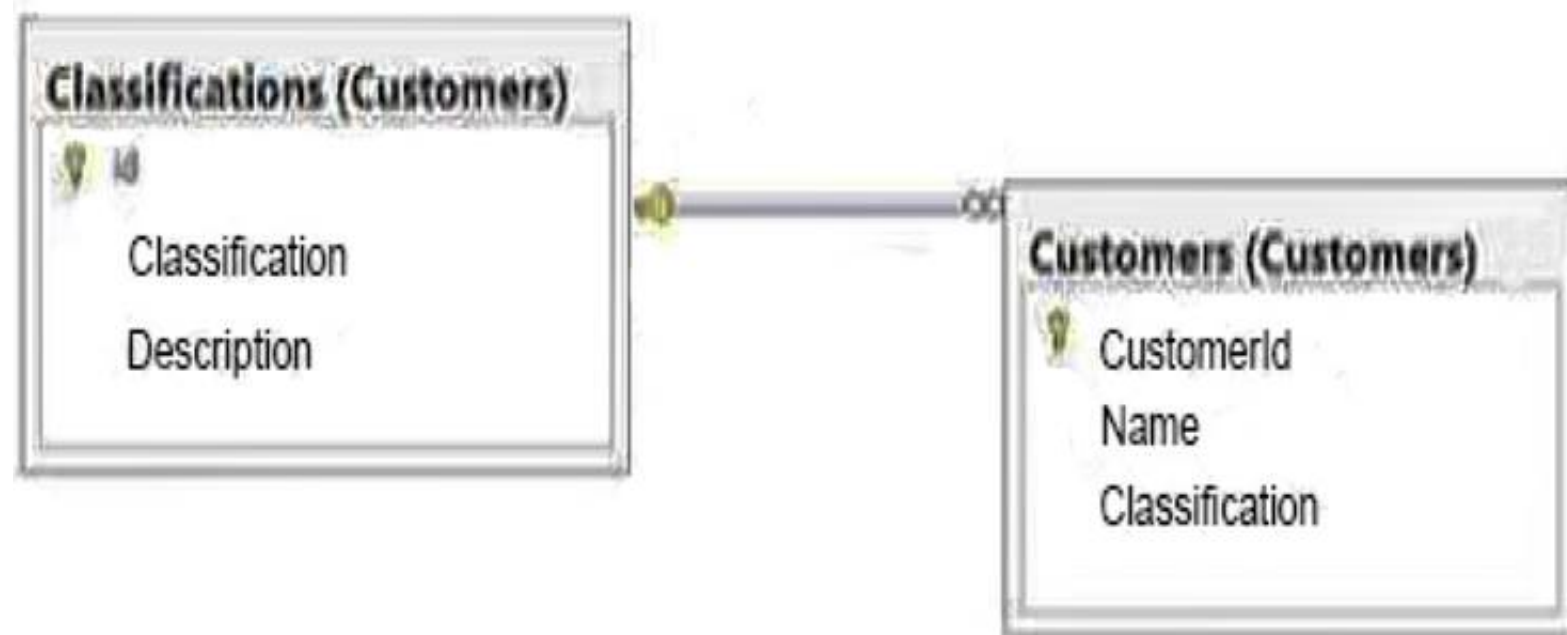 Classifications (Customers)
Id
Classification
Description
Customers (Customers)
CustomerId
Name
Classification